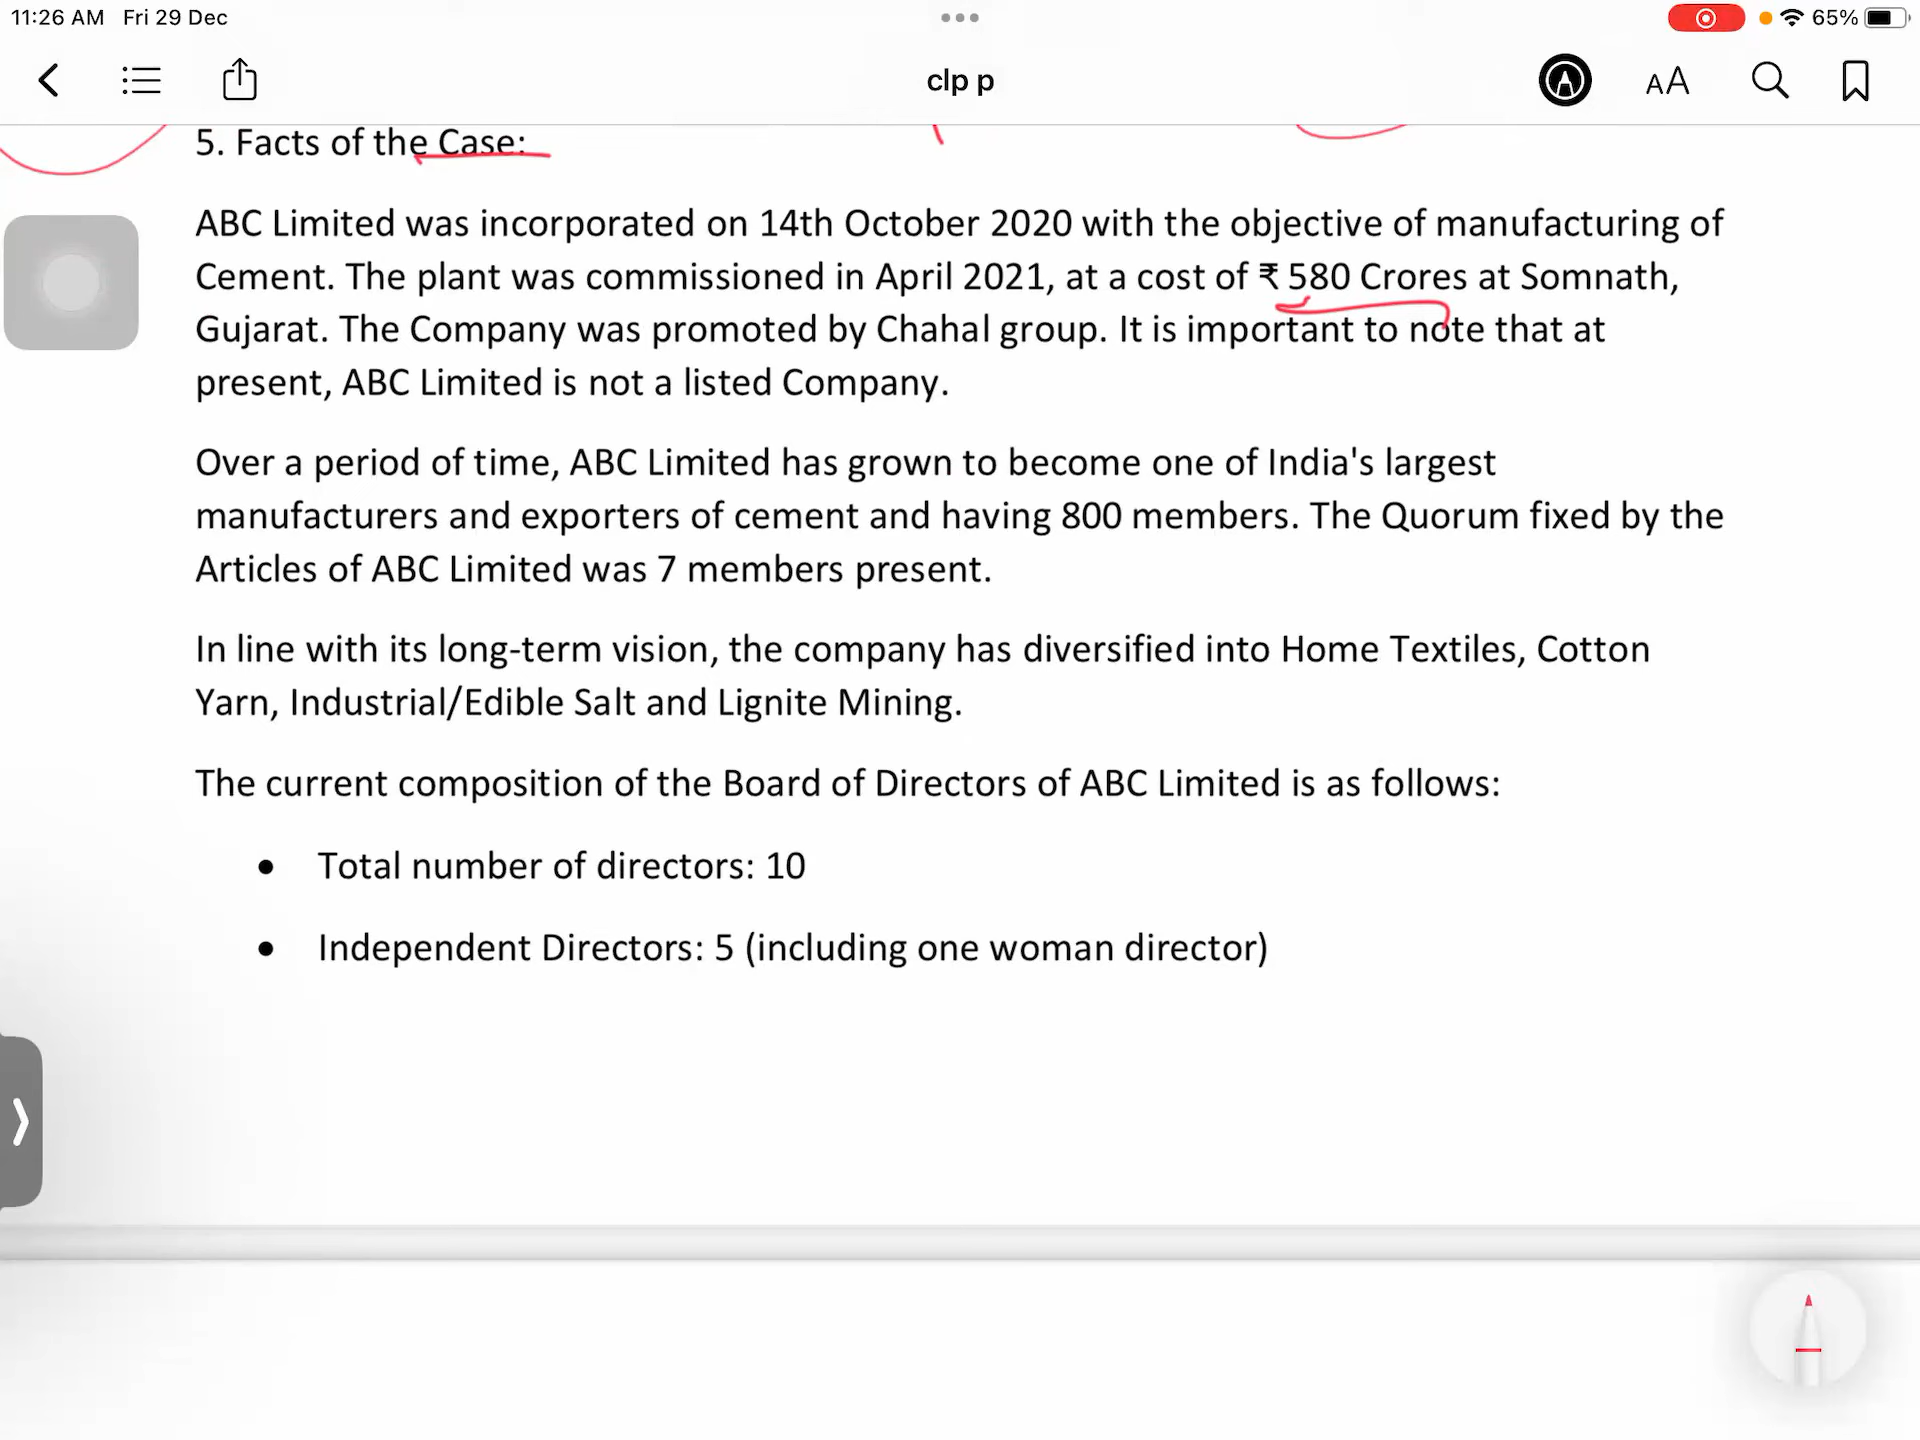 11:26 AM Fri 29 Dec
65%
clp p
AA
5. Facts of the Case:
ABC Limited was incorporated on 14th October 2020 with the objective of manufacturing of
Cement. The plant was commissioned in April 2021, at a cost of ₹ 580 Crores at Somnath,
Gujarat. The Company was promoted by Chahal group. It is important to note that at
present, ABC Limited is not a listed Company.
Over a period of time, ABC Limited has grown to become one of India's largest
manufacturers and exporters of cement and having 800 members. The Quorum fixed by the
Articles of ABC Limited was 7 members present.
In line with its long-term vision, the company has diversified into Home Textiles, Cotton
Yarn, Industrial/Edible Salt and Lignite Mining.
The current composition of the Board of Directors of ABC Limited is as follows:
• Total number of directors: 10
• Independent Directors: 5 (including one woman director)